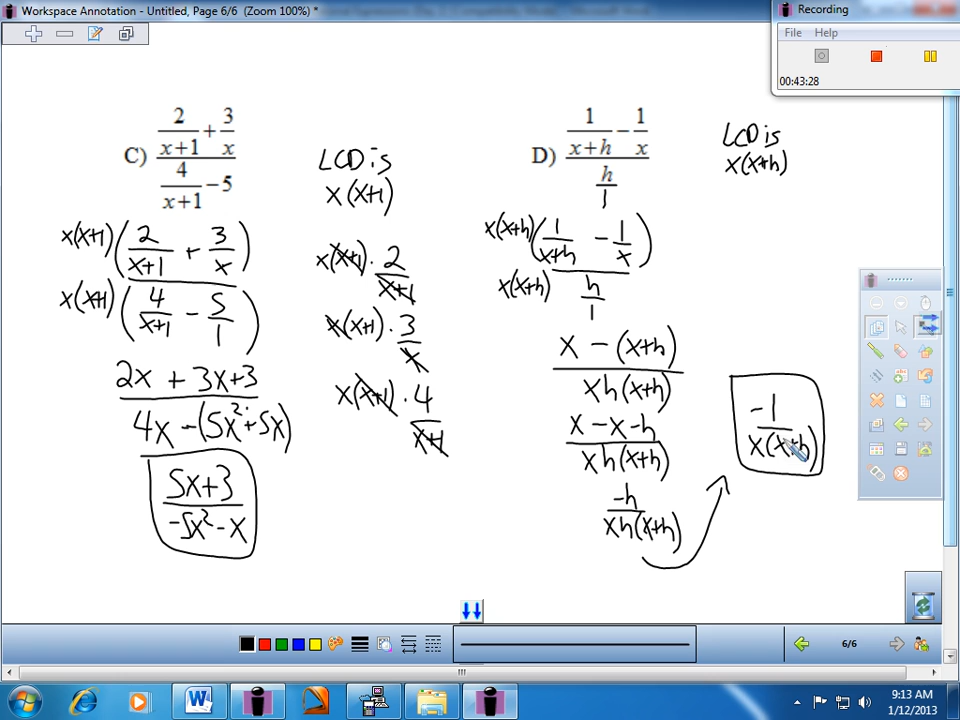 Workspace Annotation - Untitled, Page 6/6 (Zoom 100%) *
Recording
File Help
00:43:28
C) (2/(x+1) + 3/x) / (4/(x+1) - 5)
LCD is
x(x+1)
x(x+1) (2/(x+1) + 3/x)
x(x+1) (4/(x+1) - 5/1)
x(x+1) · 2/(x+1)
x(x+1) · 3/x
x(x+1) · 4/(x+1)
2x + 3x+3
4x - (5x²+5x)
5x+3
-5x² - x
D) (1/(x+h) - 1/x) / (h/1)
LCD is
x(x+h)
x(x+h) (1/(x+h) - 1/x)
x(x+h) h/1
x - (x+h)
xh(x+h)
x - x - h
xh(x+h)
-h
xh(x+h)
-1
x(x+h)
6/6
9:13 AM
1/12/2013